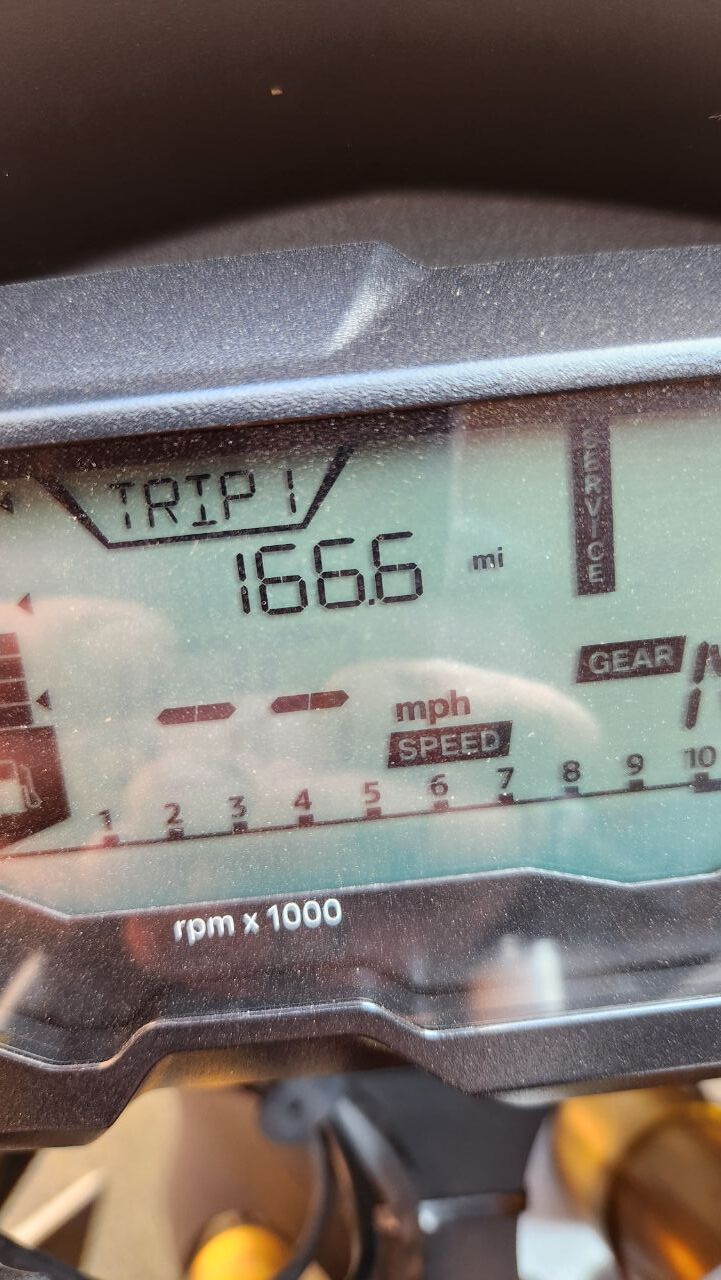 TRIP 1
166.6 mi
SERVICE
GEAR N
-- -- mph
SPEED
1 2 3 4 5 6 7 8 9 10
rpm x 1000